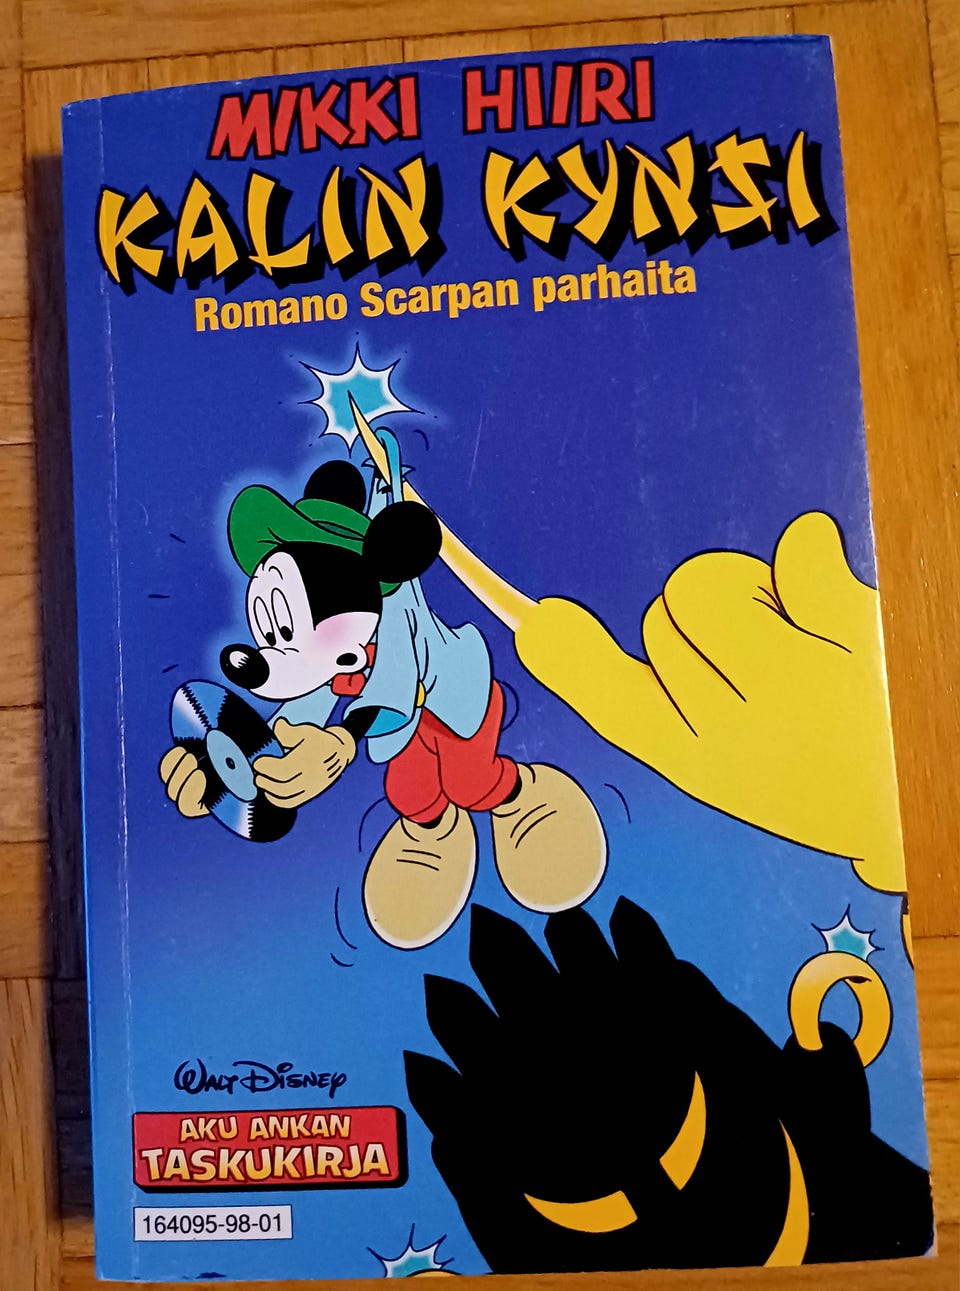 MIKKI HIIRI
KALIN KYNSI
Romano Scarpan parhaita
WALT DISNEY
AKU ANKAN
TASKUKIRJA
164095-98-01